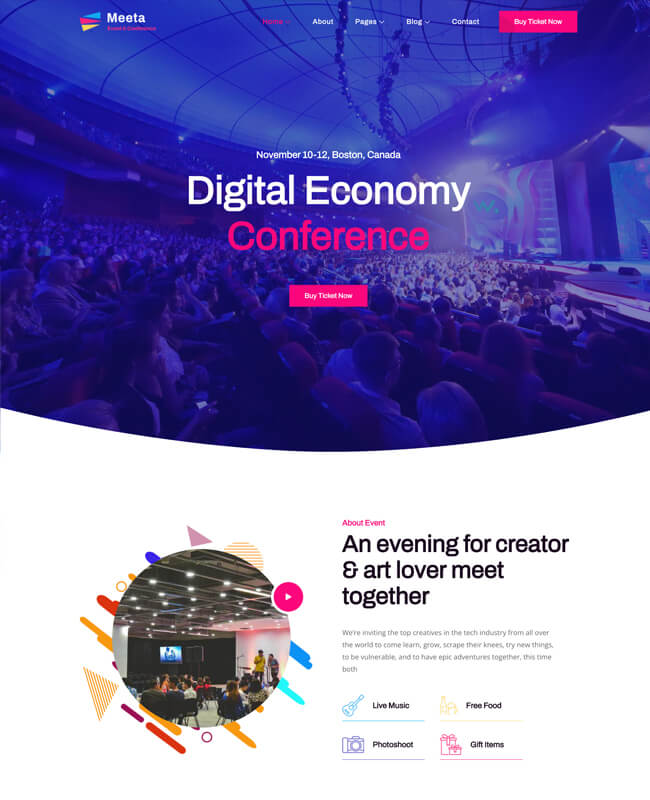 Meeta
Event & Conference
Home
About
Pages
Blog
Contact
Buy Ticket Now
November 10-12, Boston, Canada
Digital Economy
Conference
Buy Ticket Now
About Event
An evening for creator
& art lover meet
together
We're inviting the top creatives in the tech industry from all over
the world to come learn, grow, scrape their knees, try new things,
to be vulnerable, and to have epic adventures together, this time
both
Live Music
Free Food
Photoshoot
Gift Items